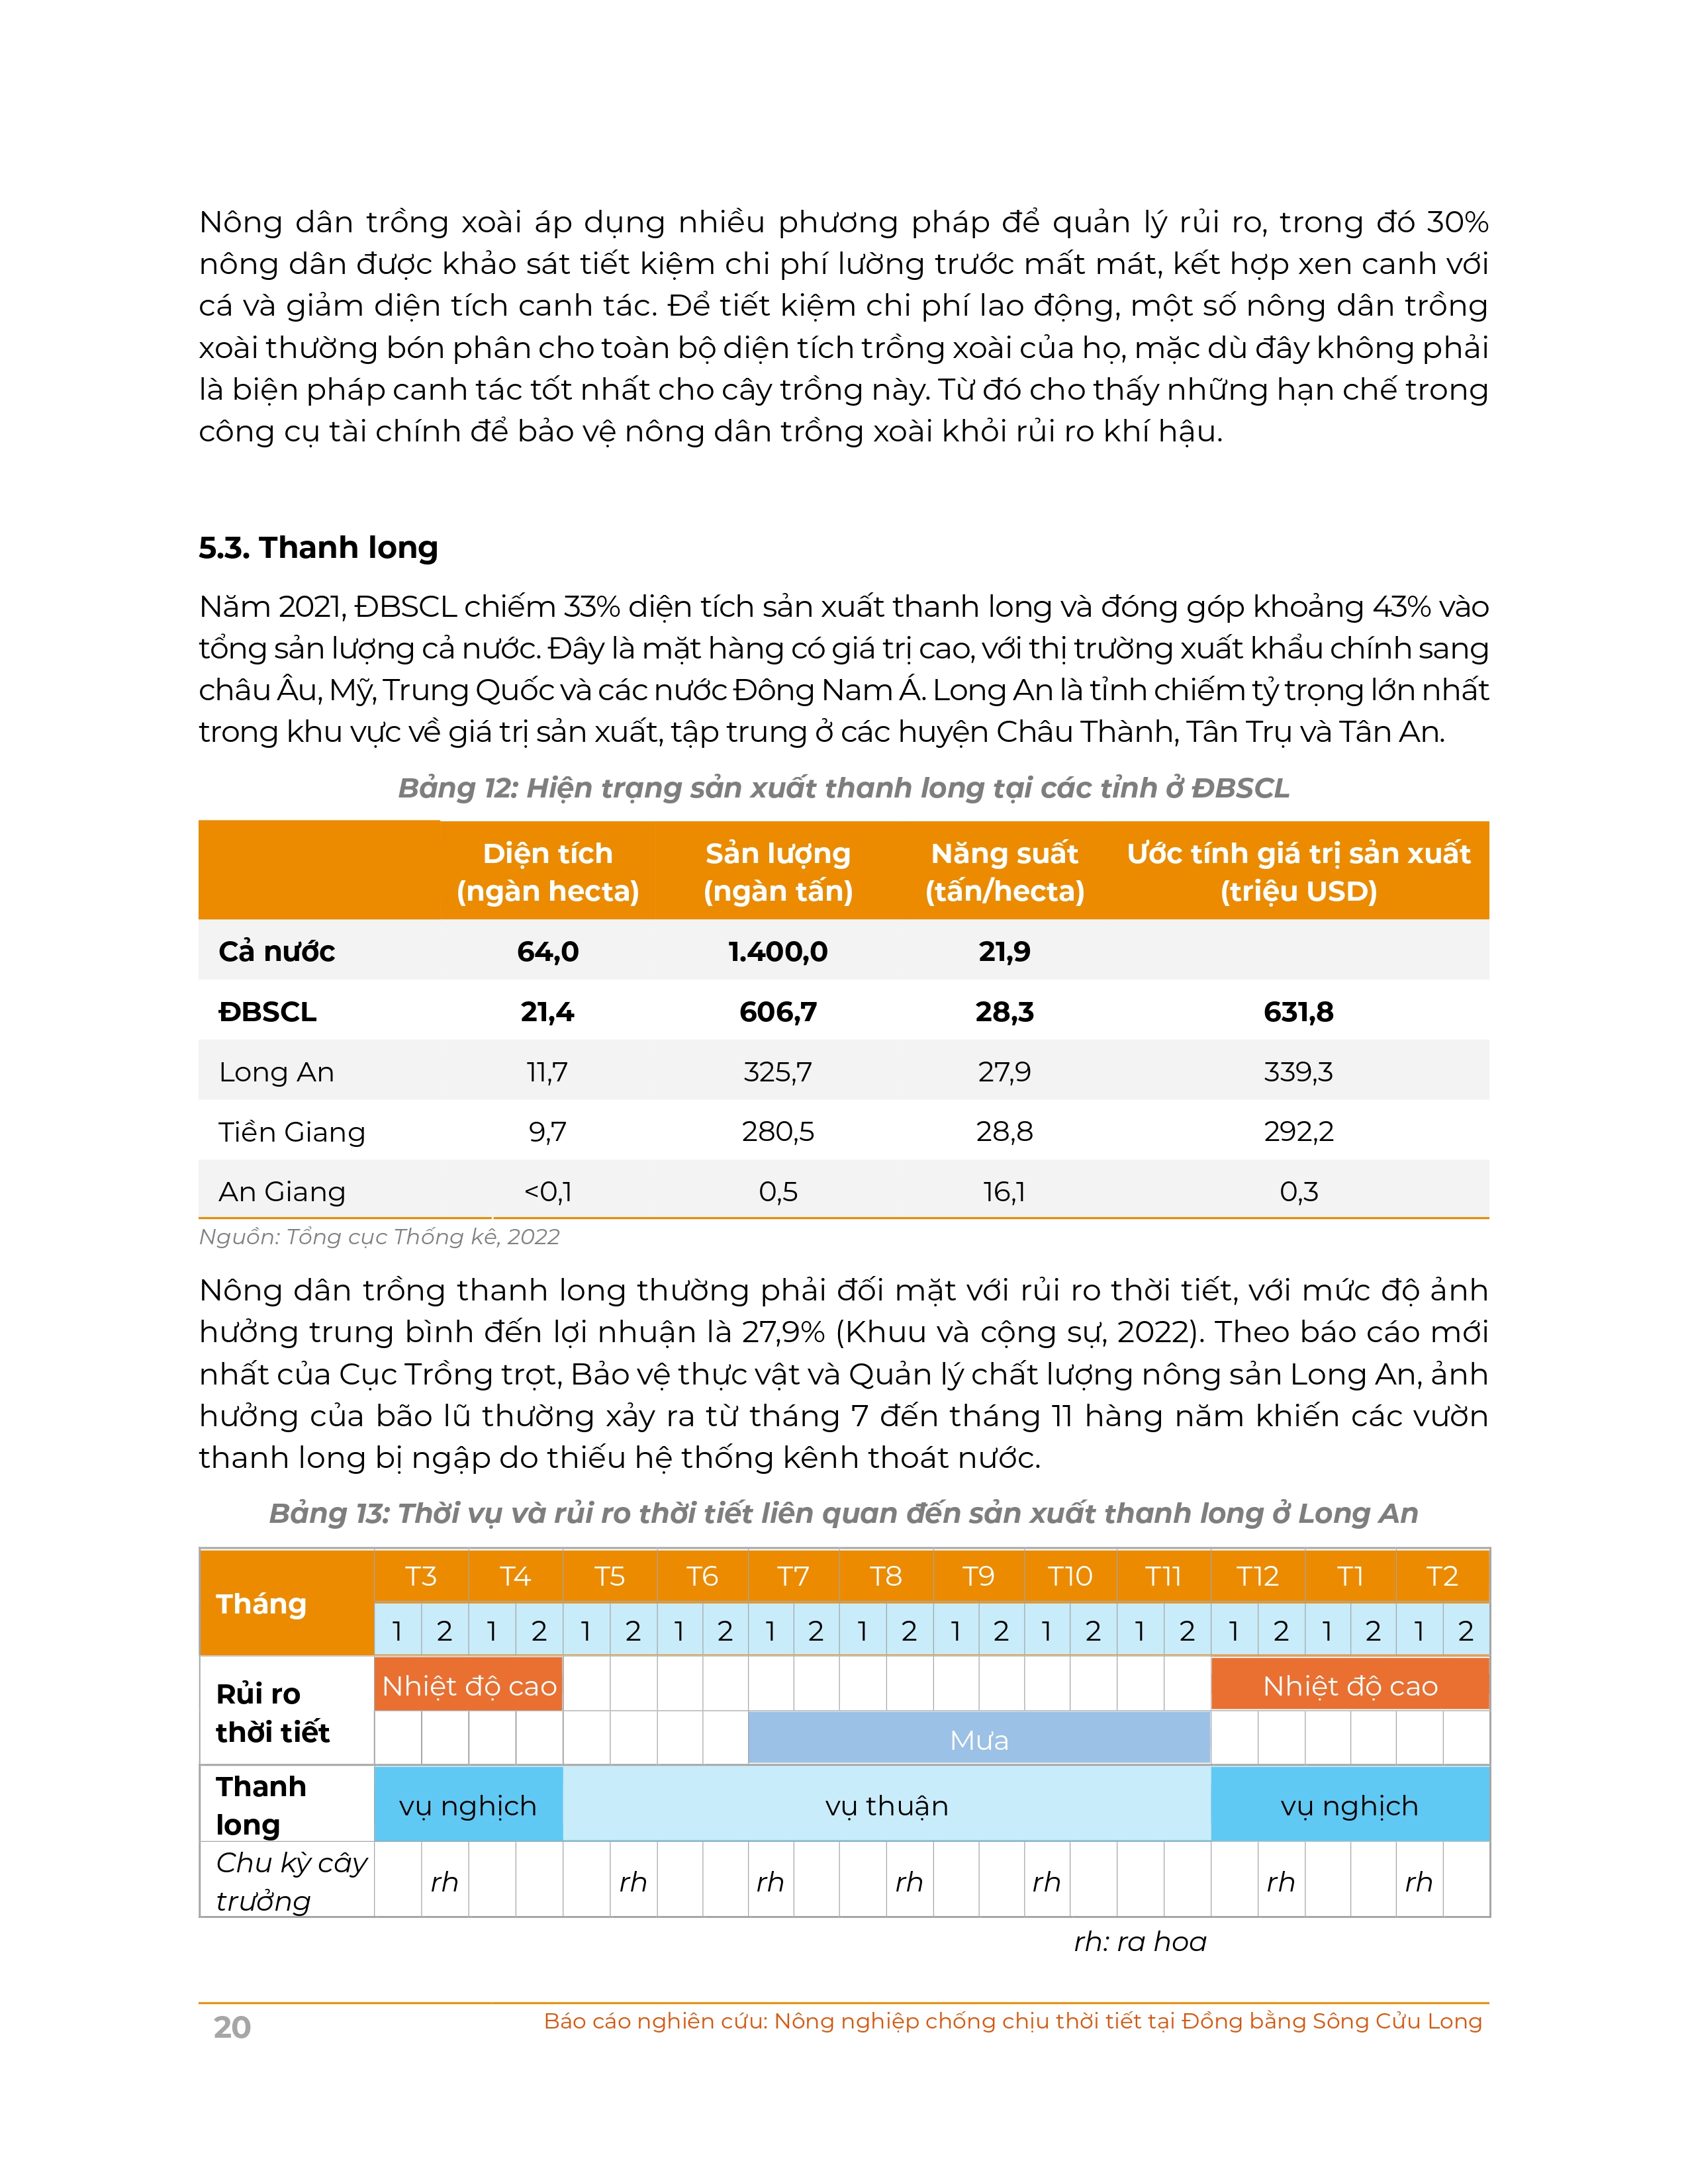 Nông dân trồng xoài áp dụng nhiều phương pháp để quản lý rủi ro, trong đó 30%
nông dân được khảo sát tiết kiệm chi phí lường trước mất mát, kết hợp xen canh với
cá và giảm diện tích canh tác. Để tiết kiệm chi phí lao động, một số nông dân trồng
xoài thường bón phân cho toàn bộ diện tích trồng xoài của họ, mặc dù đây không phải
là biện pháp canh tác tốt nhất cho cây trồng này. Từ đó cho thấy những hạn chế trong
công cụ tài chính để bảo vệ nông dân trồng xoài khỏi rủi ro khí hậu.
5.3. Thanh long
Năm 2021, ĐBSCL chiếm 33% diện tích sản xuất thanh long và đóng góp khoảng 43% vào
tổng sản lượng cả nước. Đây là mặt hàng có giá trị cao, với thị trường xuất khẩu chính sang
châu Âu, Mỹ, Trung Quốc và các nước Đông Nam Á. Long An là tỉnh chiếm tỷ trọng lớn nhất
trong khu vực về giá trị sản xuất, tập trung ở các huyện Châu Thành, Tân Trụ và Tân An.
Bảng 12: Hiện trạng sản xuất thanh long tại các tỉnh ở ĐBSCL
Diện tích Sản lượng Năng suất Ước tính giá trị sản xuất
(ngàn hecta) (ngàn tấn) (tấn/hecta) (triệu USD)
Cả nước 64,0 1.400,0 21,9
ĐBSCL 21,4 606,7 28,3 631,8
Long An 11,7 325,7 27,9 339,3
Tiền Giang 9,7 280,5 28,8 292,2
An Giang <0,1 0,5 16,1 0,3
Nguồn: Tổng cục Thống kê, 2022
Nông dân trồng thanh long thường phải đối mặt với rủi ro thời tiết, với mức độ ảnh
hưởng trung bình đến lợi nhuận là 27,9% (Khuu và cộng sự, 2022). Theo báo cáo mới
nhất của Cục Trồng trọt, Bảo vệ thực vật và Quản lý chất lượng nông sản Long An, ảnh
hưởng của bão lũ thường xảy ra từ tháng 7 đến tháng 11 hàng năm khiến các vườn
thanh long bị ngập do thiếu hệ thống kênh thoát nước.
Bảng 13: Thời vụ và rủi ro thời tiết liên quan đến sản xuất thanh long ở Long An
Tháng T3 T4 T5 T6 T7 T8 T9 T10 T11 T12 T1 T2
1 2 1 2 1 2 1 2 1 2 1 2 1 2 1 2 1 2 1 2 1 2 1 2
Rủi ro
thời tiết
Nhiệt độ cao Nhiệt độ cao
Mưa
Thanh
long
vụ nghịch vụ thuận vụ nghịch
Chu kỳ cây
trưởng
rh rh rh rh rh rh rh
rh: ra hoa
20 Báo cáo nghiên cứu: Nông nghiệp chống chịu thời tiết tại Đồng bằng Sông Cửu Long